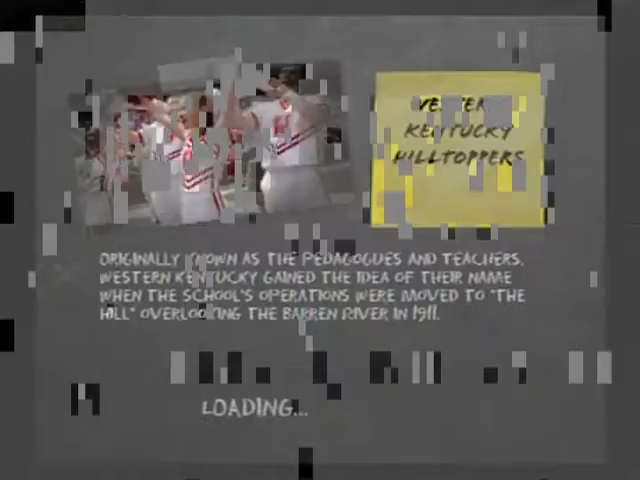 WESTERN
KENTUCKY
HILLTOPPERS
ORIGINALLY KNOWN AS THE PEDAGOGUES AND TEACHERS,
WESTERN KENTUCKY GAINED THE IDEA OF THEIR NAME
WHEN THE SCHOOL'S OPERATIONS WERE MOVED TO "THE
HILL" OVERLOOKING THE BARREN RIVER IN 1911.
LOADING...